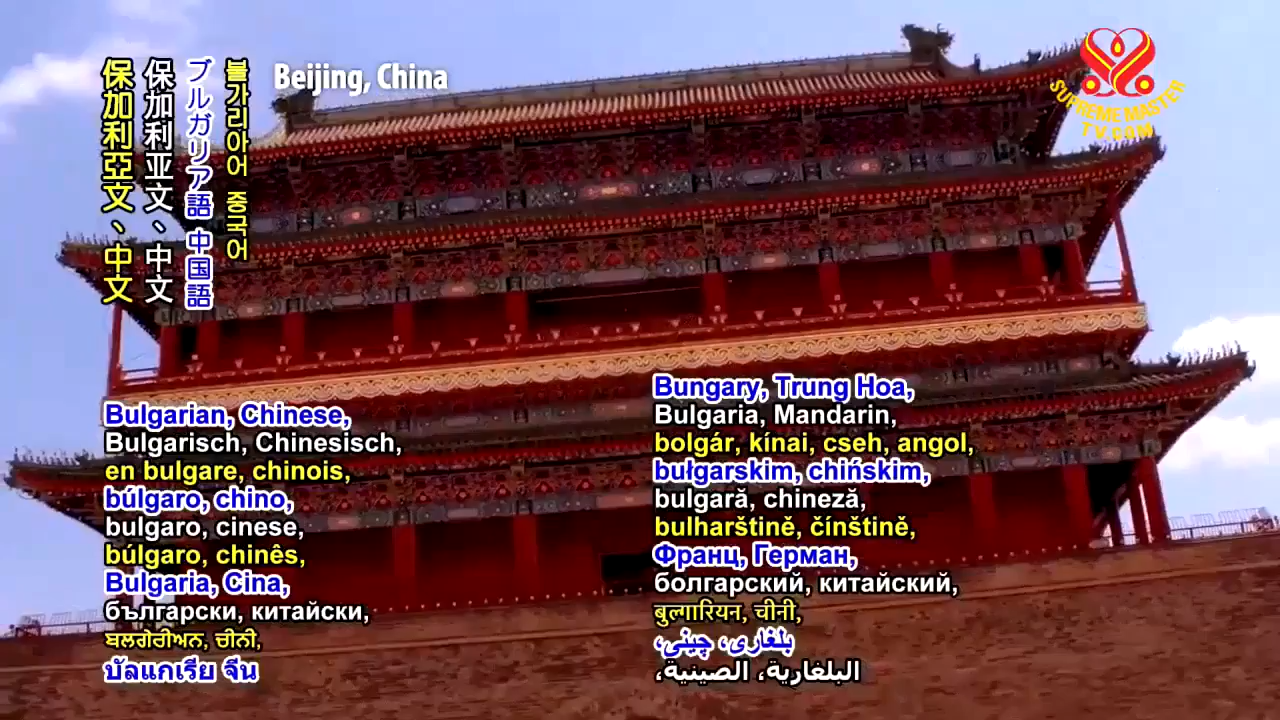 保加利亞文、中文
保加利亚文、中文
ブルガリア語 中国語
불가리아어 중국어
Beijing, China
SUPREME MASTER
TV.COM
Bulgarian, Chinese,
Bulgarisch, Chinesisch,
en bulgare, chinois,
búlgaro, chino,
bulgaro, cinese,
búlgaro, chinês,
Bulgaria, Cina,
български, китайски,
ਬਲਗੇਰੀਅਨ, ਚੀਨੀ,
บัลแกเรีย จีน
Bungary, Trung Hoa,
Bulgaria, Mandarin,
bolgár, kínai, cseh, angol,
bułgarskim, chińskim,
bulgară, chineză,
bulharštině, čínštině,
Франц, Герман,
болгарский, китайский,
बुल्गारियन, चीनी,
بلغاری، چینی،
البلغارية، الصينية،